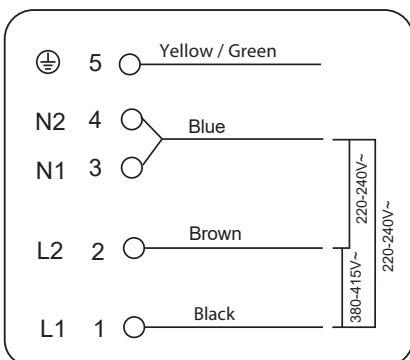 5 Yellow / Green
N2 4
Blue
N1 3
L2 2 Brown
L1 1 Black
220-240V~
380-415V~
220-240V~